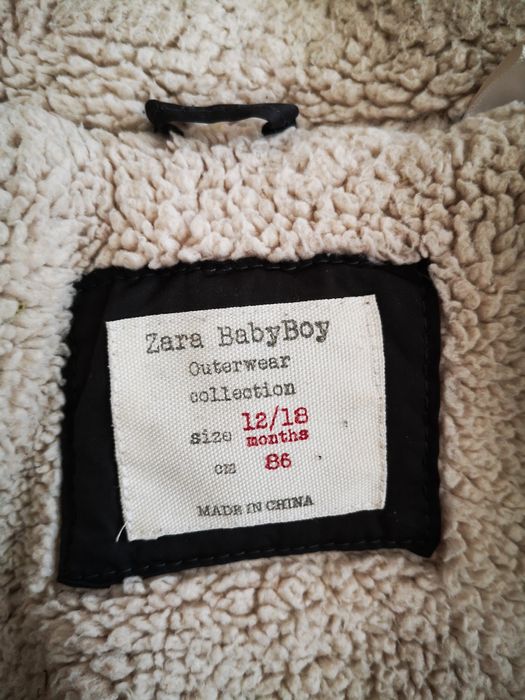 Zara BabyBoy
Outerwear
collection
size 12/18
months
cm 86
MADE IN CHINA